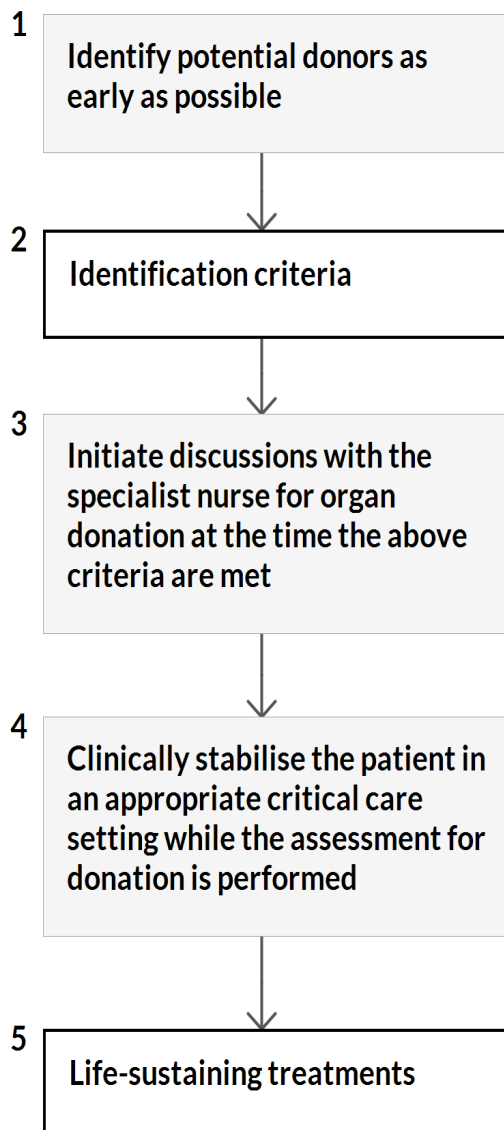 1
Identify potential donors as
early as possible
2
Identification criteria
3
Initiate discussions with the
specialist nurse for organ
donation at the time the above
criteria are met
4
Clinically stabilise the patient in
an appropriate critical care
setting while the assessment for
donation is performed
5
Life-sustaining treatments